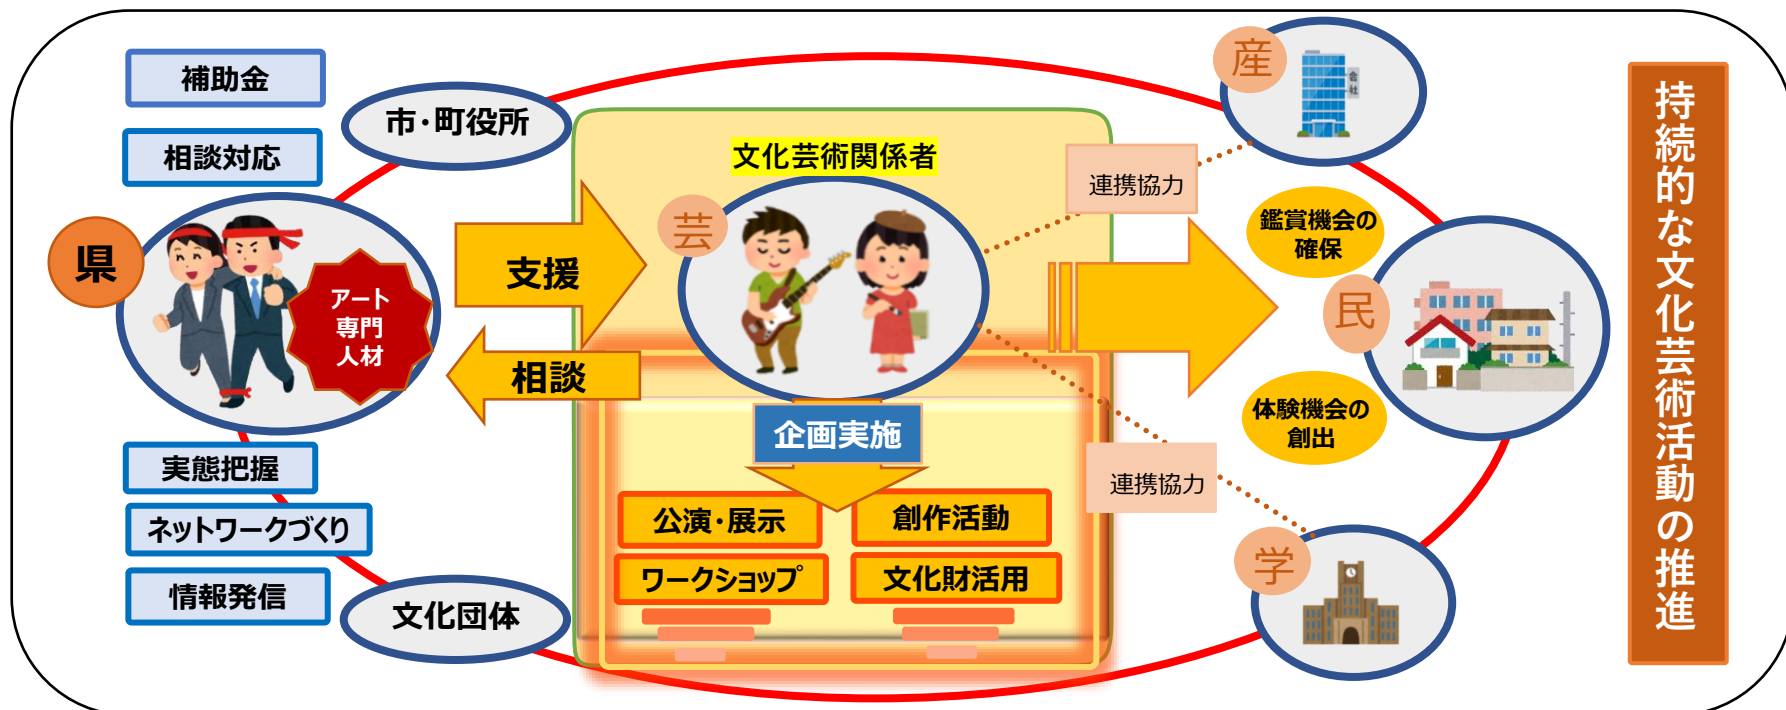 補助金
相談対応
市・町役所
県
アート
専門
人材
実態把握
ネットワークづくり
情報発信
文化団体
支援
相談
文化芸術関係者
芸
企画実施
公演・展示
創作活動
ワークショップ
文化財活用
連携協力
連携協力
産
会社
鑑賞機会の
確保
民
体験機会の
創出
学
持続的な文化芸術活動の推進